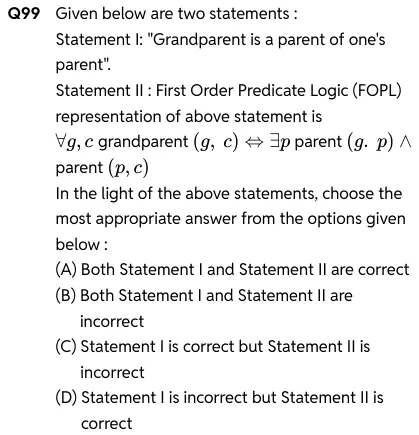 Q99 Given below are two statements :
Statement I: "Grandparent is a parent of one's
parent".
Statement II : First Order Predicate Logic (FOPL)
representation of above statement is
∀g, c grandparent (g, c) ⇔ ∃p parent (g. p) ∧
parent (p, c)
In the light of the above statements, choose the
most appropriate answer from the options given
below :
(A) Both Statement I and Statement II are correct
(B) Both Statement I and Statement II are
incorrect
(C) Statement I is correct but Statement II is
incorrect
(D) Statement I is incorrect but Statement II is
correct